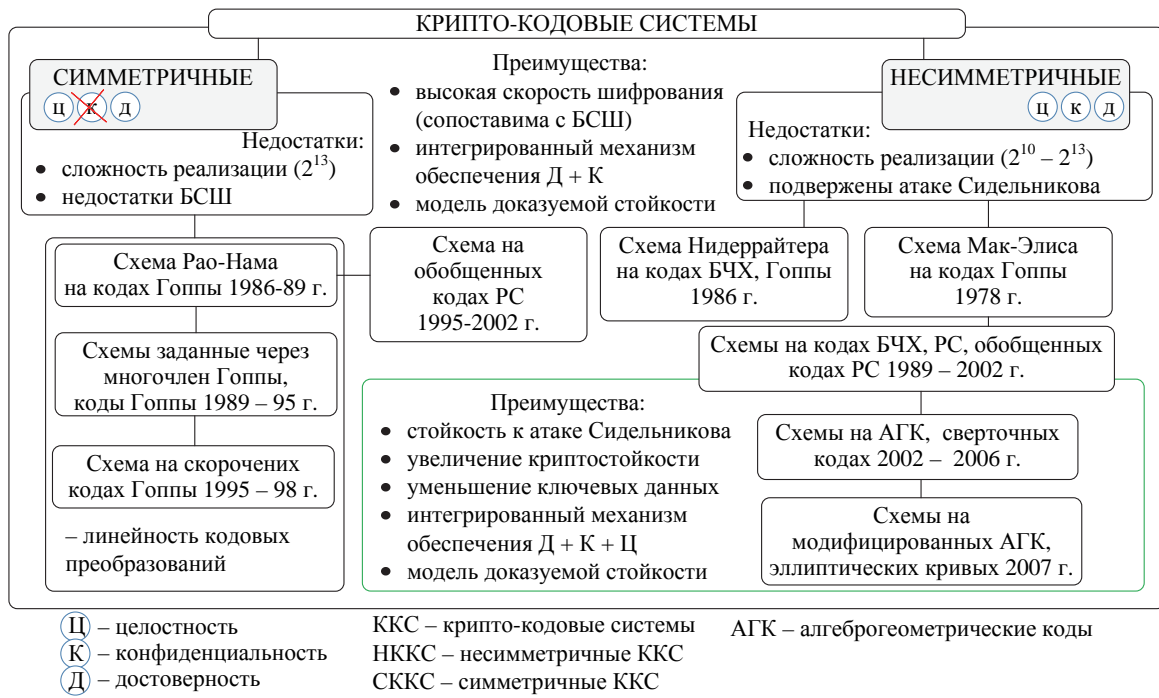 КРИПТО-КОДОВЫЕ СИСТЕМЫ
СИММЕТРИЧНЫЕ
Ц К Д
Недостатки:
• сложность реализации (2^13)
• недостатки БСШ
Преимущества:
• высокая скорость шифрования
(сопоставима с БСШ)
• интегрированный механизм
обеспечения Д + К
• модель доказуемой стойкости
НЕСИММЕТРИЧНЫЕ
Ц К Д
Недостатки:
• сложность реализации (2^10 – 2^13)
• подвержены атаке Сидельникова
Схема Рао-Нама
на кодах Гоппы 1986-89 г.
Схемы заданные через
многочлен Гоппы,
коды Гоппы 1989 – 95 г.
Схема на скорочених
кодах Гоппы 1995 – 98 г.
– линейность кодовых
преобразований
Схема на
обобщенных
кодах РС
1995-2002 г.
Схема Нидеррайтера
на кодах БЧХ, Гоппы
1986 г.
Схема Мак-Элиса
на кодах Гоппы
1978 г.
Схемы на кодах БЧХ, РС, обобщенных
кодах РС 1989 – 2002 г.
Преимущества:
• стойкость к атаке Сидельникова
• увеличение криптостойкости
• уменьшение ключевых данных
• интегрированный механизм
обеспечения Д + К + Ц
• модель доказуемой стойкости
Схемы на АГК, сверточных
кодах 2002 – 2006 г.
Схемы на
модифицированных АГК,
эллиптических кривых 2007 г.
Ц – целостность
К – конфиденциальность
Д – достоверность
ККС – крипто-кодовые системы
НККС – несимметричные ККС
СККС – симметричные ККС
АГК – алгеброгеометрические коды